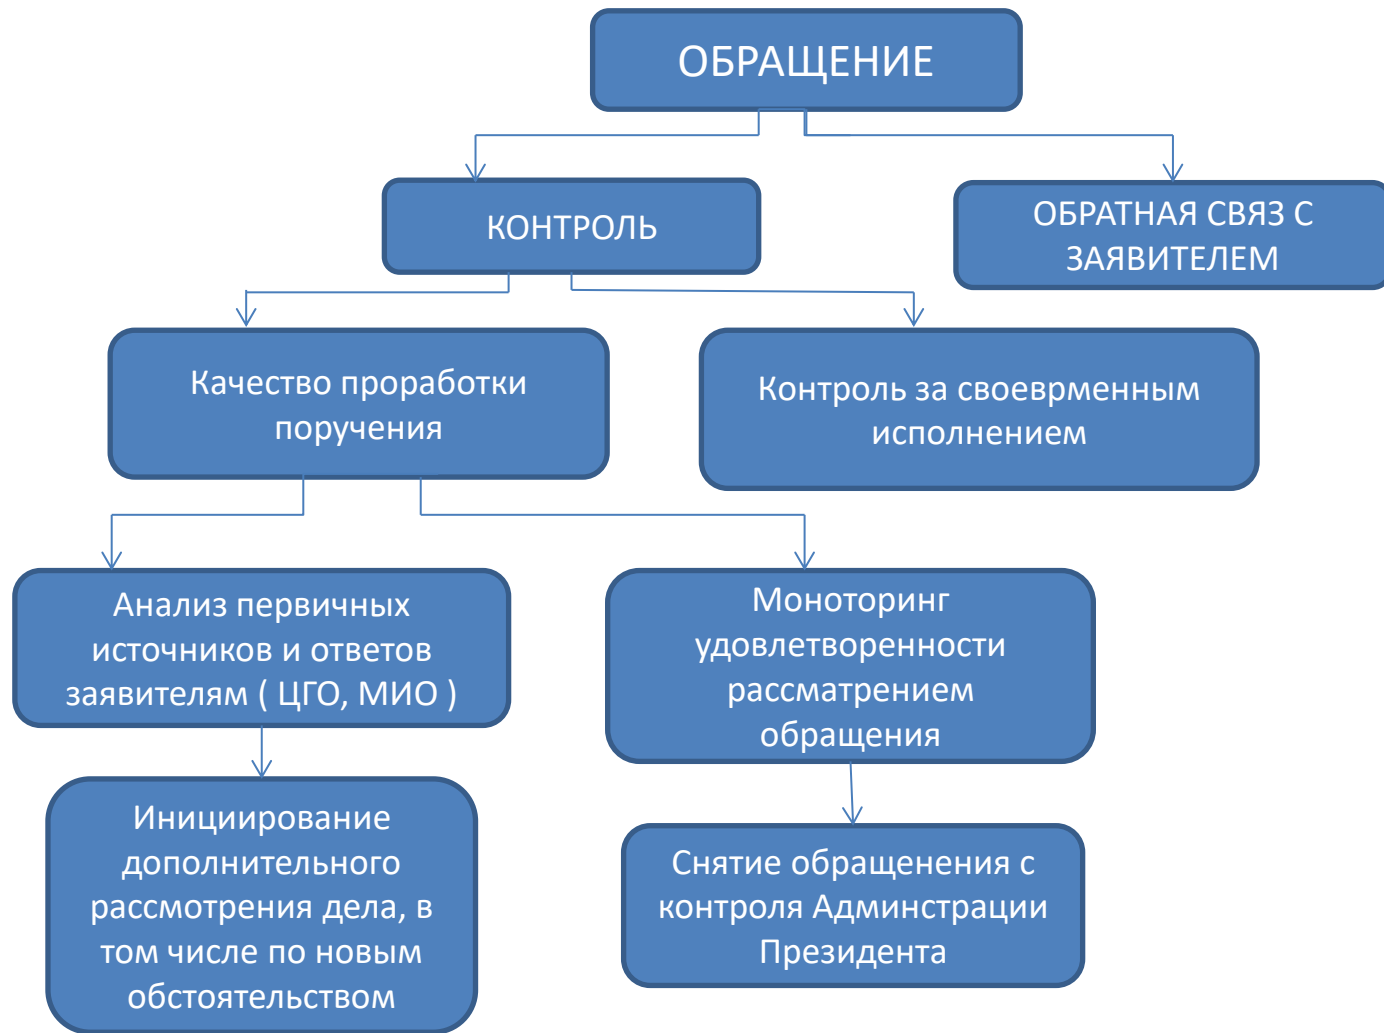 ОБРАЩЕНИЕ
КОНТРОЛЬ
ОБРАТНАЯ СВЯЗ С
ЗАЯВИТЕЛЕМ
Качество проработки
поручения
Контроль за своеврменным
исполнением
Анализ первичных
источников и ответов
заявителям ( ЦГО, МИО )
Моноторинг
удовлетворенности
рассматрением
обращения
Инициирование
дополнительного
рассмотрения дела, в
том числе по новым
обстоятельством
Снятие обращенения с
контроля Админстрации
Президента